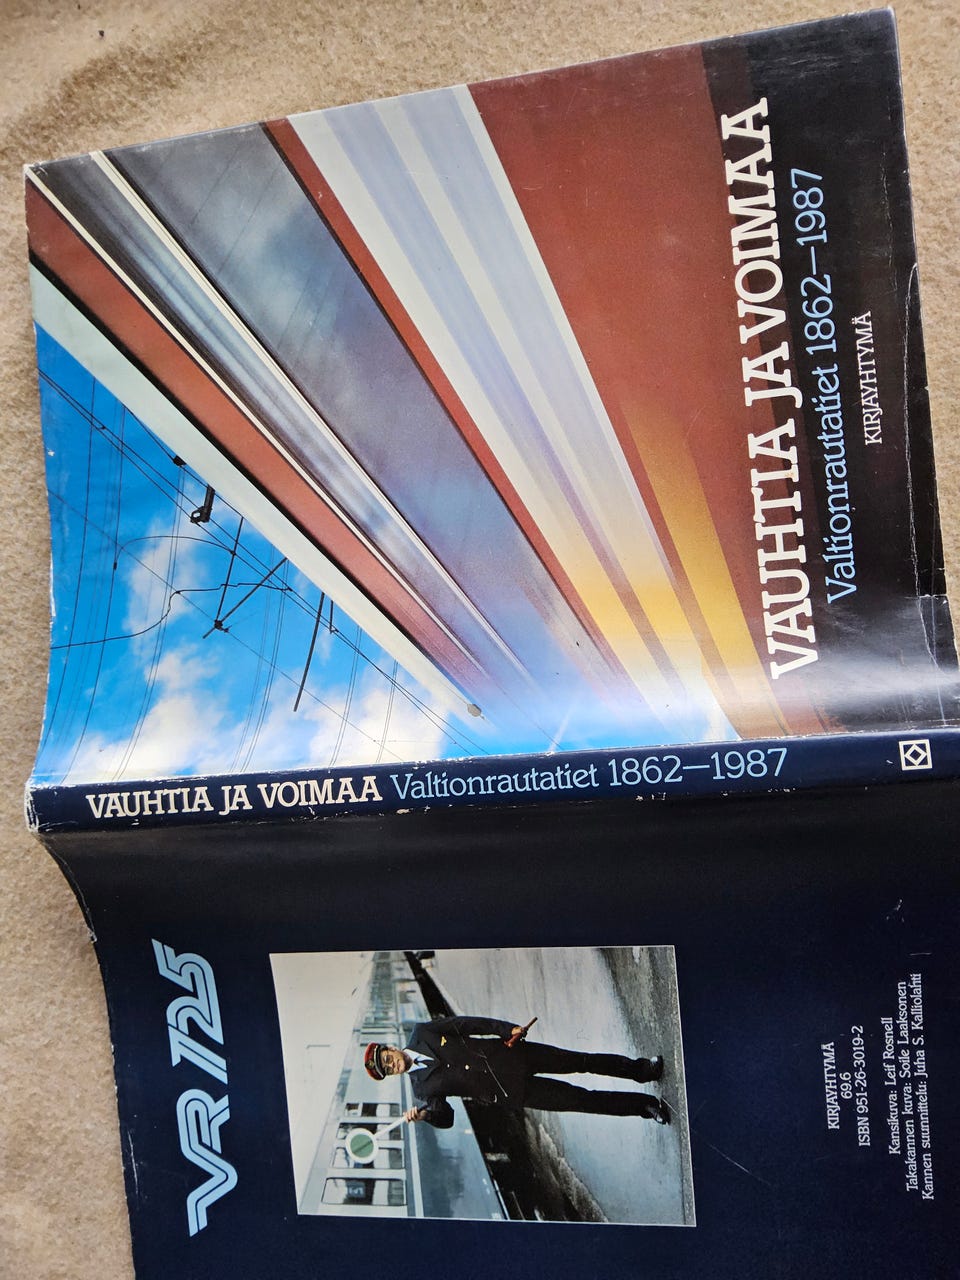 VAUHTIA JA VOIMAA
Valtionrautatiet 1862–1987
KIRJAYHTYMÄ
VAUHTIA JA VOIMAA Valtionrautatiet 1862–1987
VR 125
KIRJAYHTYMÄ
69.6
ISBN 951-26-3019-2
Kansikuva: Leif Rosnell
Takakannen kuva: Soile Laaksonen
Kannen suunnittelu: Juha S. Kalliolahti